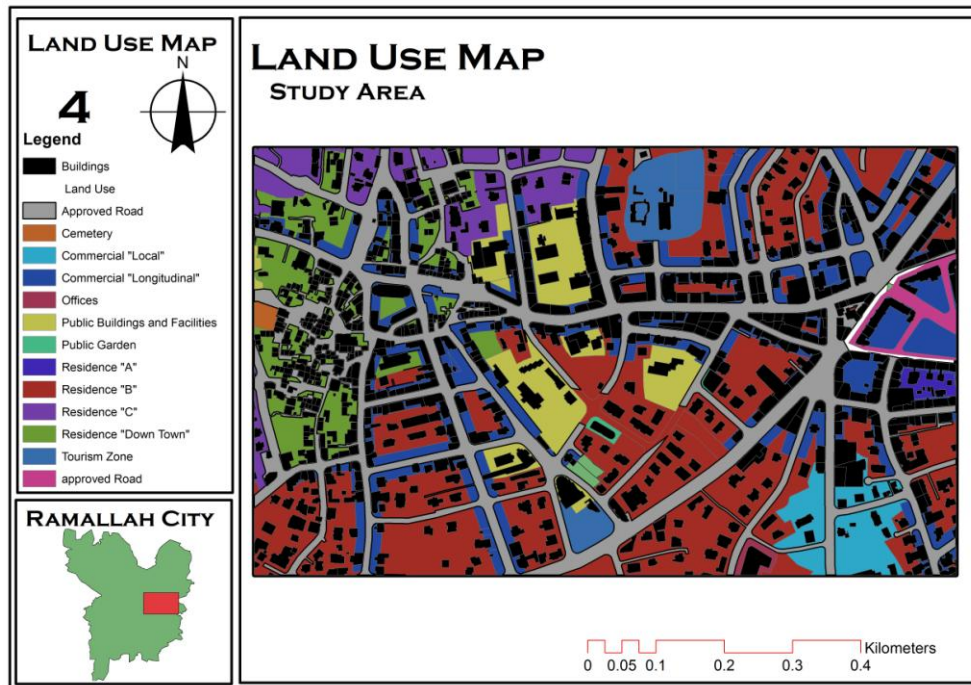 LAND USE MAP
N
4
Legend
Buildings
Land Use
Approved Road
Cemetery
Commercial "Local"
Commercial "Longitudinal"
Offices
Public Buildings and Facilities
Public Garden
Residence "A"
Residence "B"
Residence "C"
Residence "Down Town"
Tourism Zone
approved Road
RAMALLAH CITY
LAND USE MAP
STUDY AREA
Kilometers
0 0.05 0.1 0.2 0.3 0.4